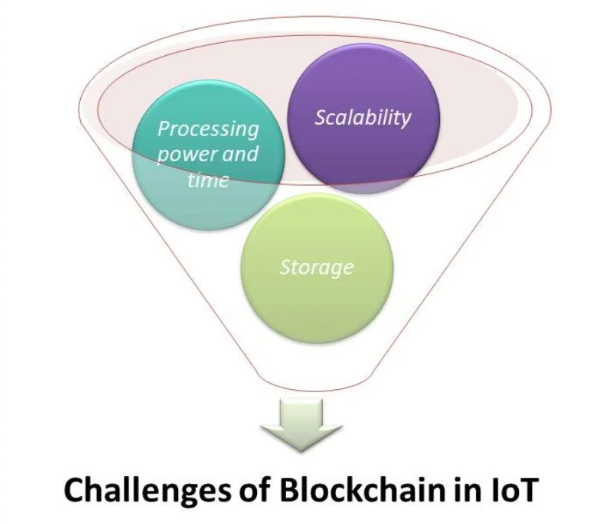 Processing
power and
time
Scalability
Storage
Challenges of Blockchain in IoT